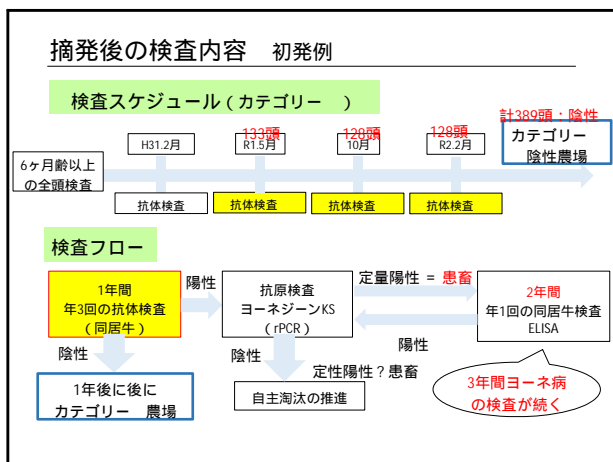 摘発後の検査内容　初発例
検査スケジュール（カテゴリー　）
計389頭：陰性
133頭
128頭
128頭
H31.2月
R1.5月
10月
R2.2月
カテゴリー
陰性農場
6ヶ月齢以上
の全頭検査
抗体検査
抗体検査
抗体検査
抗体検査
検査フロー
1年間
年3回の抗体検査
（同居牛）
陽性
抗原検査
ヨーネジーンKS
（rPCR）
定量陽性 = 患畜
2年間
年1回の同居牛検査
ELISA
陽性
陰性
陰性
定性陽性？患畜
1年後に後に
カテゴリー　農場
自主淘汰の推進
3年間ヨーネ病
の検査が続く